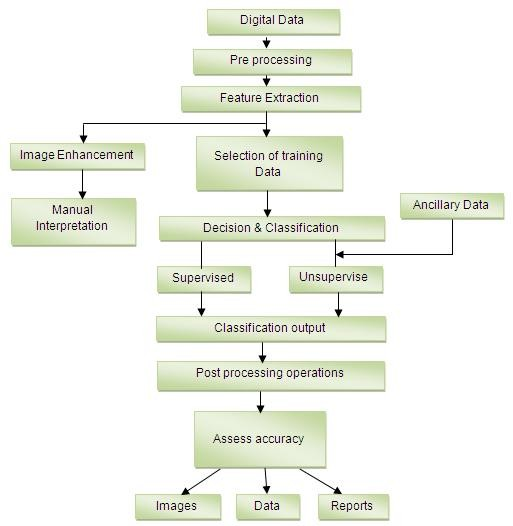 Digital Data
Pre processing
Feature Extraction
Image Enhancement
Selection of training
Data
Manual
Interpretation
Ancillary Data
Decision & Classification
Supervised
Unsupervise
Classification output
Post processing operations
Assess accuracy
Images
Data
Reports